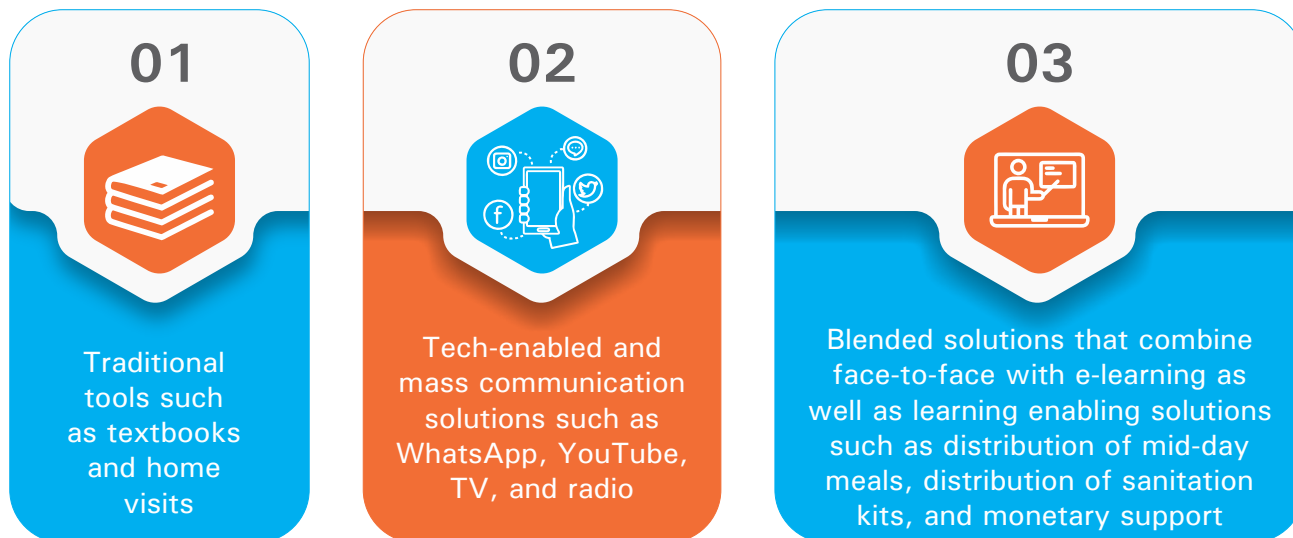 01
Traditional
tools such
as textbooks
and home
visits
02
Tech-enabled and
mass communication
solutions such as
WhatsApp, YouTube,
TV, and radio
03
Blended solutions that combine
face-to-face with e-learning as
well as learning enabling solutions
such as distribution of mid-day
meals, distribution of sanitation
kits, and monetary support